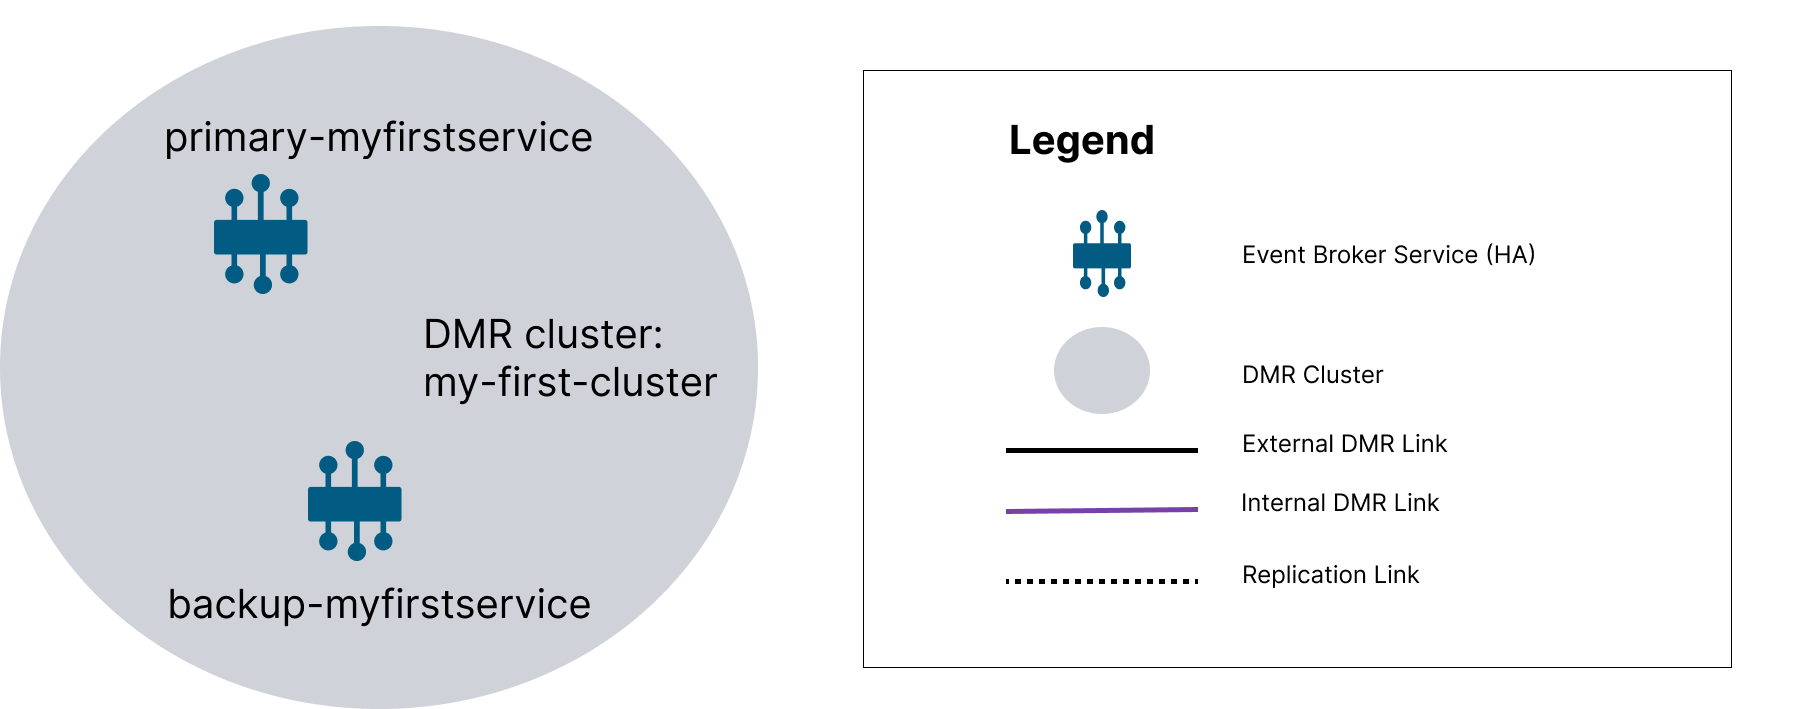 primary-myfirstservice
DMR cluster:
my-first-cluster
backup-myfirstservice
Legend
Event Broker Service (HA)
DMR Cluster
External DMR Link
Internal DMR Link
Replication Link